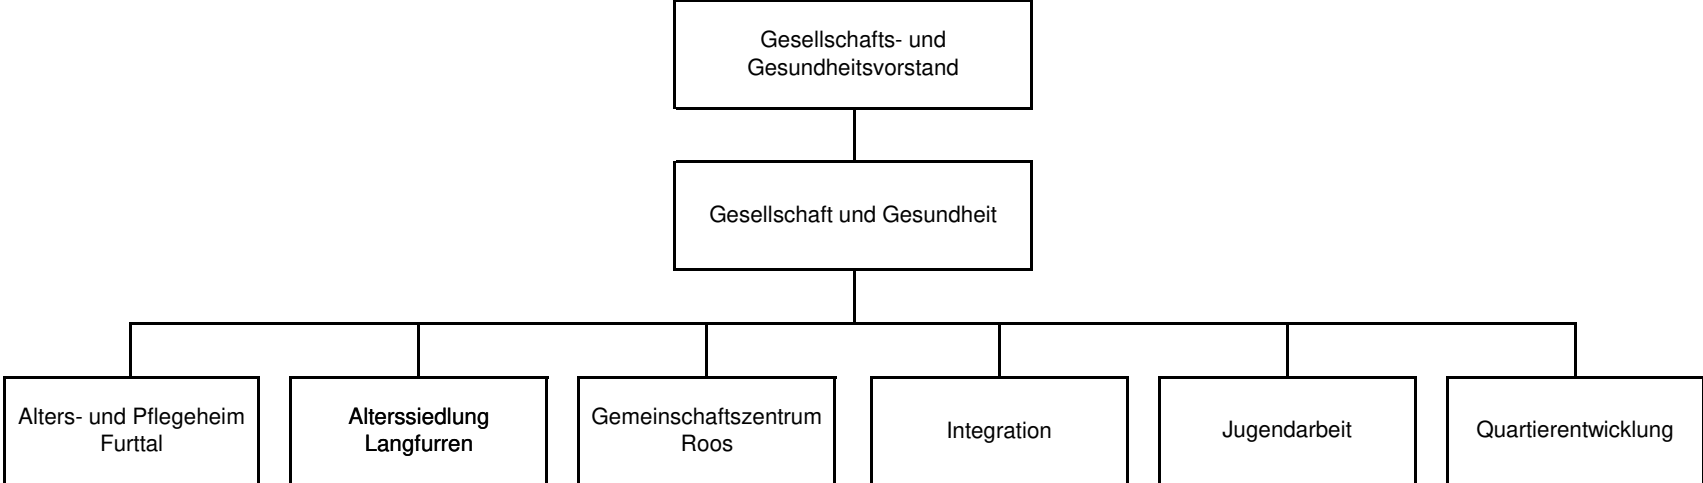 Gesellschafts- und
Gesundheitsvorstand
Gesellschaft und Gesundheit
Alters- und Pflegeheim
Furttal
Alterssiedlung
Langfurren
Gemeinschaftszentrum
Roos
Integration
Jugendarbeit
Quartierentwicklung